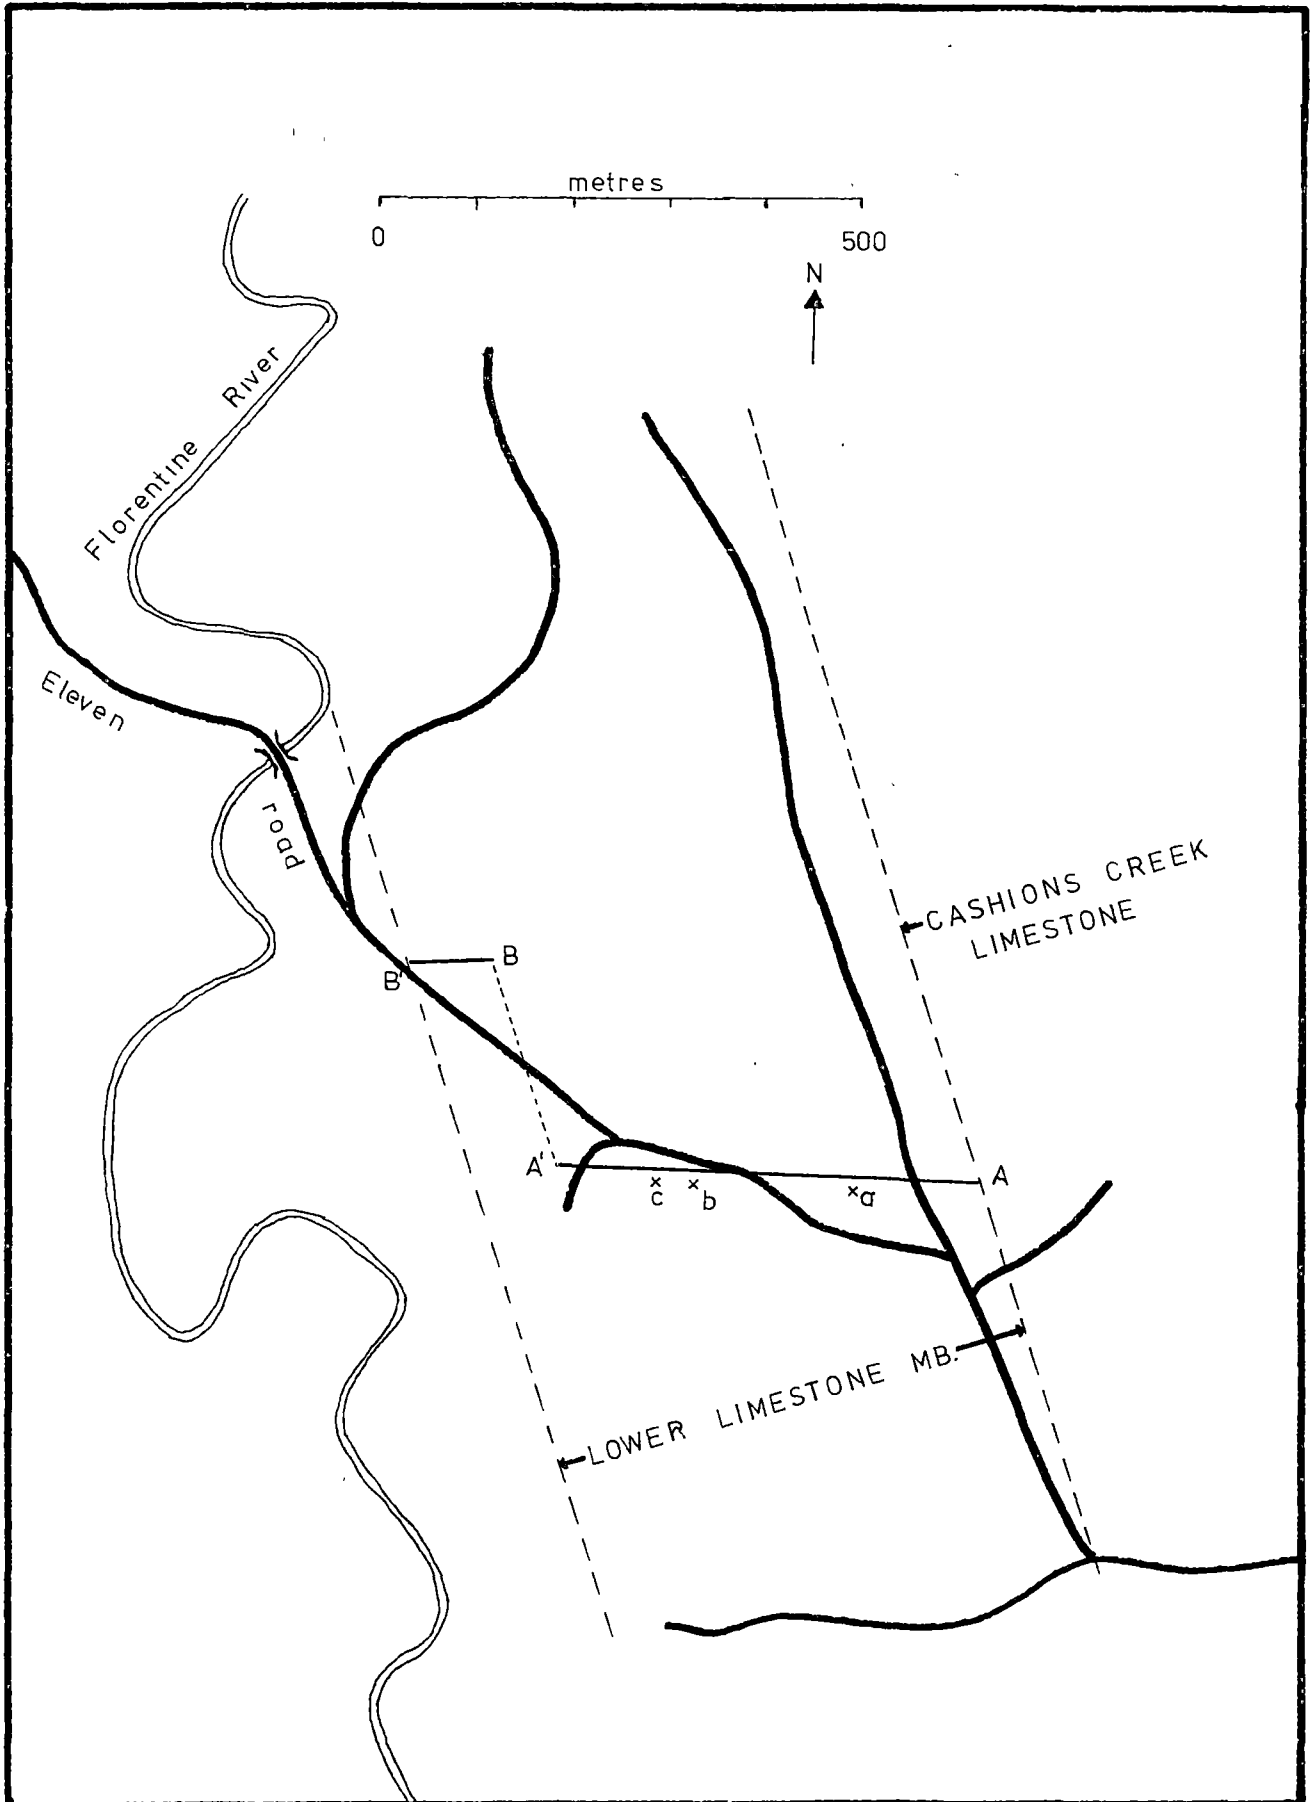 metres
0 500
N
Florentine River
Eleven
road
CASHIONS CREEK
LIMESTONE
B
B'
A'
A
c
b
a
LOWER LIMESTONE MB.